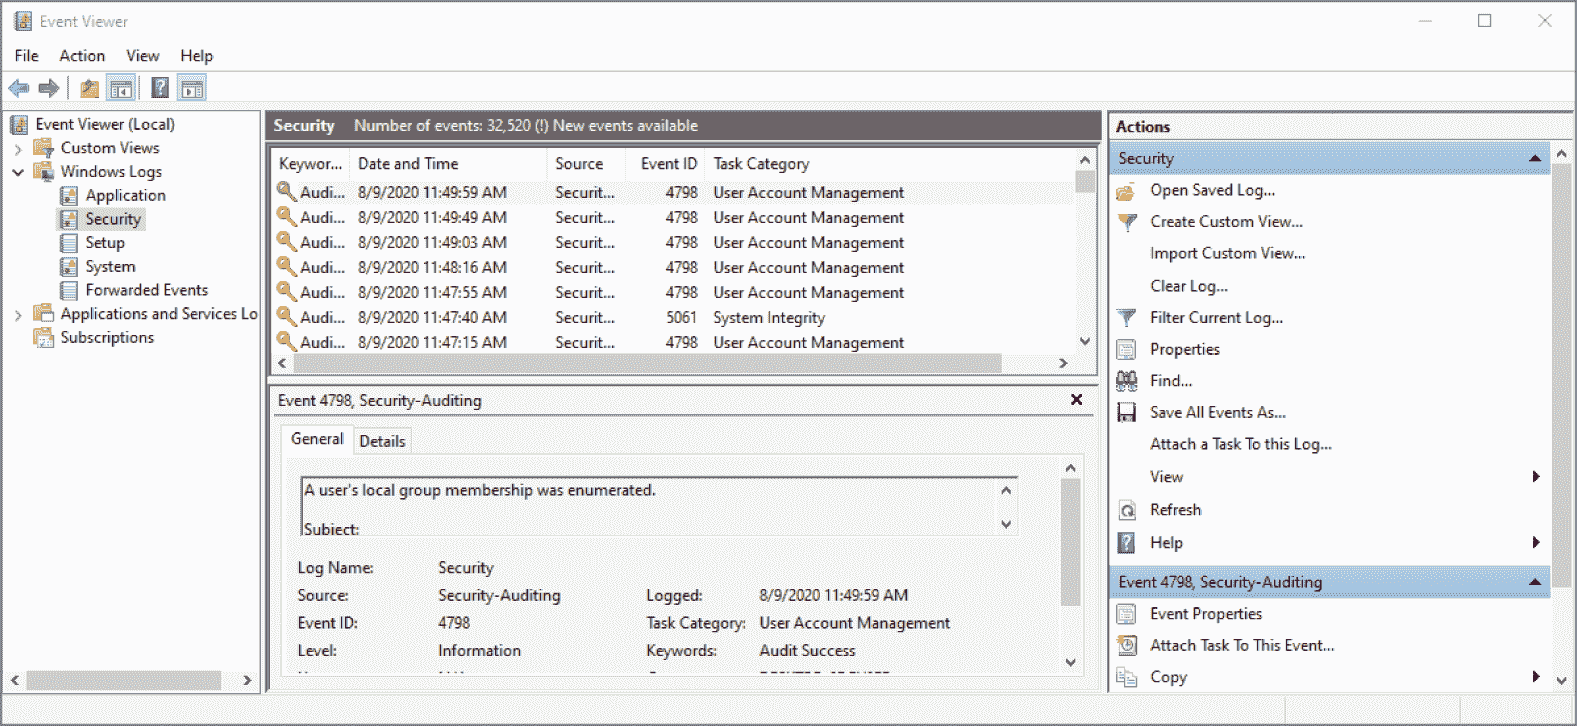 Event Viewer
File Action View Help
Event Viewer (Local)
Custom Views
Windows Logs
Application
Security
Setup
System
Forwarded Events
Applications and Services Lo
Subscriptions
Security Number of events: 32,520 (!) New events available
Keywor... Date and Time Source Event ID Task Category
Audi... 8/9/2020 11:49:59 AM Securit... 4798 User Account Management
Audi... 8/9/2020 11:49:49 AM Securit... 4798 User Account Management
Audi... 8/9/2020 11:49:03 AM Securit... 4798 User Account Management
Audi... 8/9/2020 11:48:16 AM Securit... 4798 User Account Management
Audi... 8/9/2020 11:47:55 AM Securit... 4798 User Account Management
Audi... 8/9/2020 11:47:40 AM Securit... 5061 System Integrity
Audi... 8/9/2020 11:47:15 AM Securit... 4798 User Account Management
Event 4798, Security-Auditing
General Details
A user's local group membership was enumerated.
Subject:
Log Name: Security
Source: Security-Auditing Logged: 8/9/2020 11:49:59 AM
Event ID: 4798 Task Category: User Account Management
Level: Information Keywords: Audit Success
Actions
Security
Open Saved Log...
Create Custom View...
Import Custom View...
Clear Log...
Filter Current Log...
Properties
Find...
Save All Events As...
Attach a Task To this Log...
View
Refresh
Help
Event 4798, Security-Auditing
Event Properties
Attach Task To This Event...
Copy